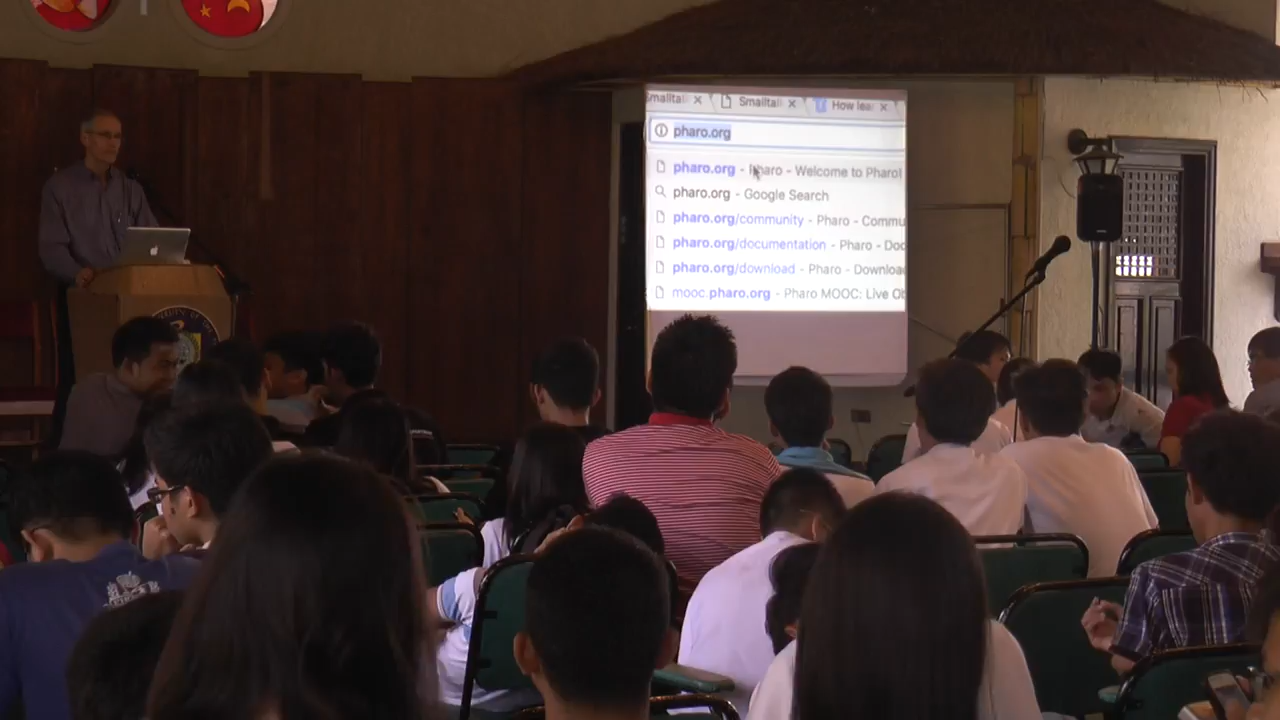 Smalltal
How lea
pharo.org
pharo.org - Pharo - Welcome to Pharo!
pharo.org - Google Search
pharo.org/community - Pharo - Commu
pharo.org/documentation - Pharo - Doc
pharo.org/download - Pharo - Downloa
mooc.pharo.org - Pharo MOOC: Live Ob